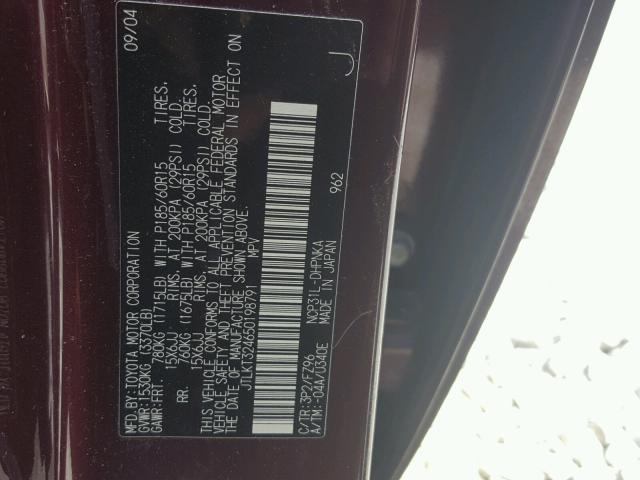 MFD. BY: TOYOTA MOTOR CORPORATION 09/04
GVWR: 1530KG (3370LB)
GAWR: FRT. 780KG (1715LB) WITH P185/60R15 TIRES,
15X6JJ RIMS, AT 200KPA (29PSI) COLD.
RR. 760KG (1675LB) WITH P185/60R15 TIRES,
15X6JJ RIMS, AT 200KPA (29PSI) COLD.
THIS VEHICLE CONFORMS TO ALL APPLICABLE FEDERAL MOTOR
VEHICLE SAFETY AND THEFT PREVENTION STANDARDS IN EFFECT ON
THE DATE OF MANUFACTURE SHOWN ABOVE.
JTLKT324650198791 MPV
J
C/TR: 3P2/FZ96 NCP31L-DHPNKA
A/TM: -04A/U340E MADE IN JAPAN
962